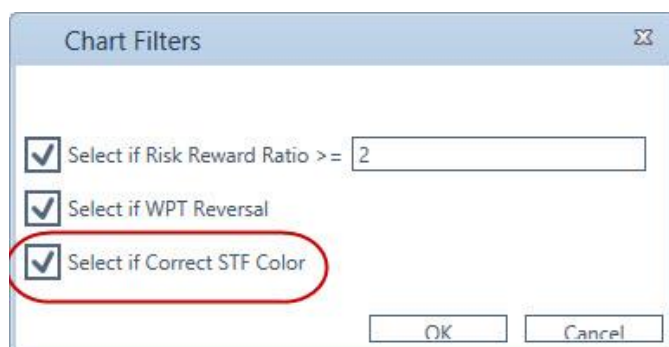 Chart Filters
Select if Risk Reward Ratio >= 2
Select if WPT Reversal
Select if Correct STF Color
OK Cancel